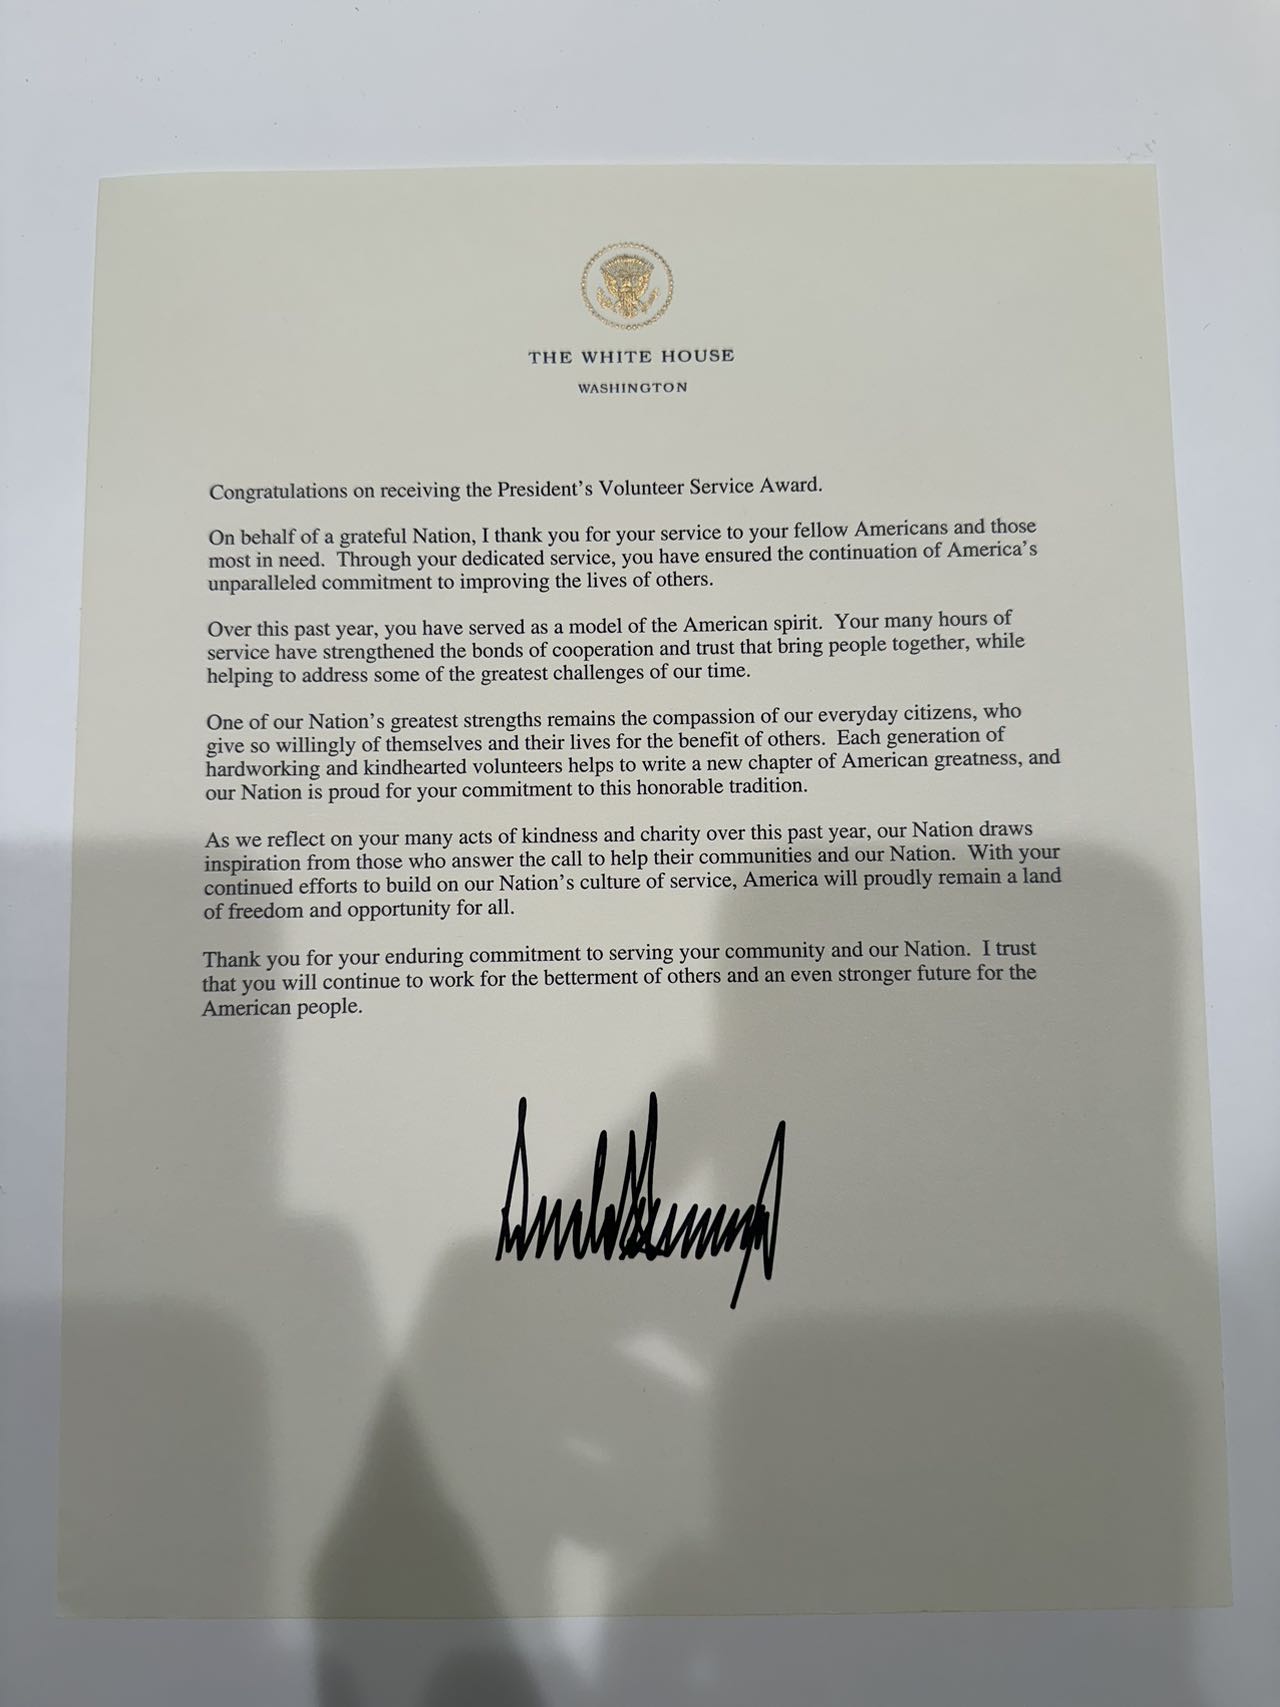 THE WHITE HOUSE
WASHINGTON
Congratulations on receiving the President's Volunteer Service Award.
On behalf of a grateful Nation, I thank you for your service to your fellow Americans and those
most in need.  Through your dedicated service, you have ensured the continuation of America's
unparalleled commitment to improving the lives of others.
Over this past year, you have served as a model of the American spirit.  Your many hours of
service have strengthened the bonds of cooperation and trust that bring people together, while
helping to address some of the greatest challenges of our time.
One of our Nation's greatest strengths remains the compassion of our everyday citizens, who
give so willingly of themselves and their lives for the benefit of others.  Each generation of
hardworking and kindhearted volunteers helps to write a new chapter of American greatness, and
our Nation is proud for your commitment to this honorable tradition.
As we reflect on your many acts of kindness and charity over this past year, our Nation draws
inspiration from those who answer the call to help their communities and our Nation.  With your
continued efforts to build on our Nation's culture of service, America will proudly remain a land
of freedom and opportunity for all.
Thank you for your enduring commitment to serving your community and our Nation.  I trust
that you will continue to work for the betterment of others and an even stronger future for the
American people.